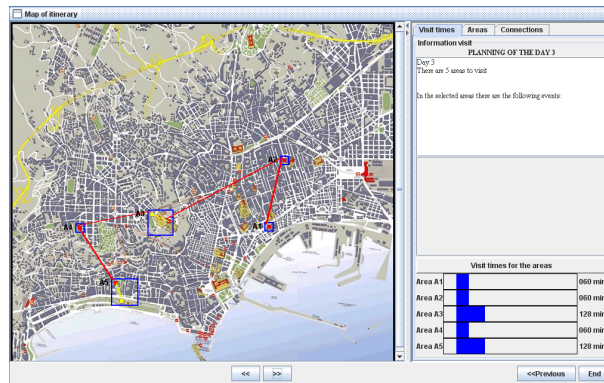 Map of itinerary
Visit times Areas Connections
Information visit
PLANNING OF THE DAY 3
Day 3
There are 5 areas to visit
In the selected areas there are the following events:
A2
A3
A1
A4
A5
Visit times for the areas
Area A1 060 min
Area A2 060 min
Area A3 128 min
Area A4 060 min
Area A5 128 min
<< >>
<<Previous End